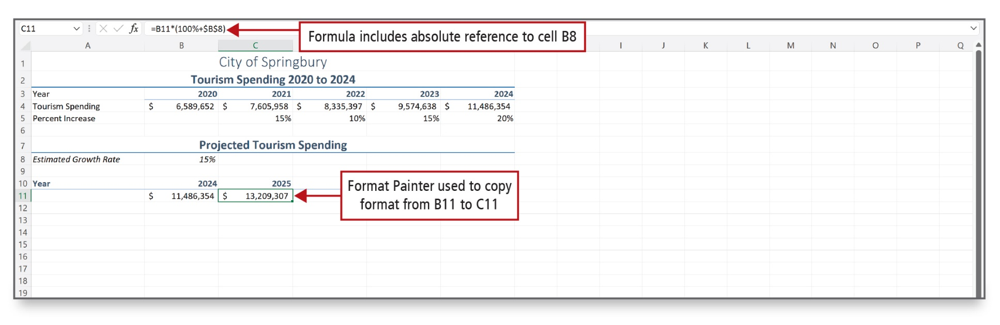 C11 fx =B11*(100%+$B$8)
Formula includes absolute reference to cell B8
A B C I J K L M N O P Q
1 City of Springbury
2 Tourism Spending 2020 to 2024
3 Year 2020 2021 2022 2023 2024
4 Tourism Spending $ 6,589,652 $ 7,605,958 $ 8,335,397 $ 9,574,638 $ 11,486,354
5 Percent Increase 15% 10% 15% 20%
6
7 Projected Tourism Spending
8 Estimated Growth Rate 15%
9
10 Year 2024 2025
11 $ 11,486,354 $ 13,209,307
Format Painter used to copy
format from B11 to C11
12
13
14
15
16
17
18
19